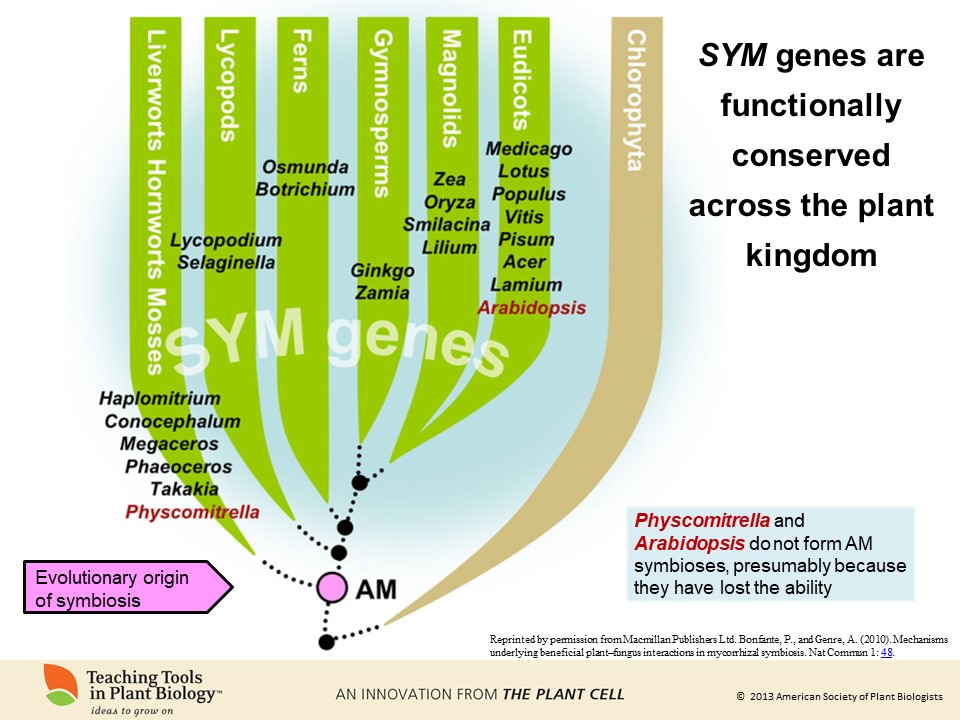 SYM genes are
functionally
conserved
across the plant
kingdom
Liverworts Hornworts Mosses
Lycopods
Ferns
Gymnosperms
Magnolids
Eudicots
Chlorophyta
Osmunda
Botrichium
Lycopodium
Selaginella
Ginkgo
Zamia
Zea
Oryza
Smilacina
Lilium
Medicago
Lotus
Populus
Vitis
Pisum
Acer
Lamium
Arabidopsis
SYM genes
Haplomitrium
Conocephalum
Megaceros
Phaeoceros
Takakia
Physcomitrella
Evolutionary origin
of symbiosis
AM
Physcomitrella and
Arabidopsis do not form AM
symbioses, presumably because
they have lost the ability
Reprinted by permission from Macmillan Publishers Ltd. Bonfante, P., and Genre, A. (2010). Mechanisms
underlying beneficial plant–fungus interactions in mycorrhizal symbiosis. Nat Commun 1: 48.
Teaching Tools
in Plant Biology™
ideas to grow on
AN INNOVATION FROM THE PLANT CELL
© 2013 American Society of Plant Biologists